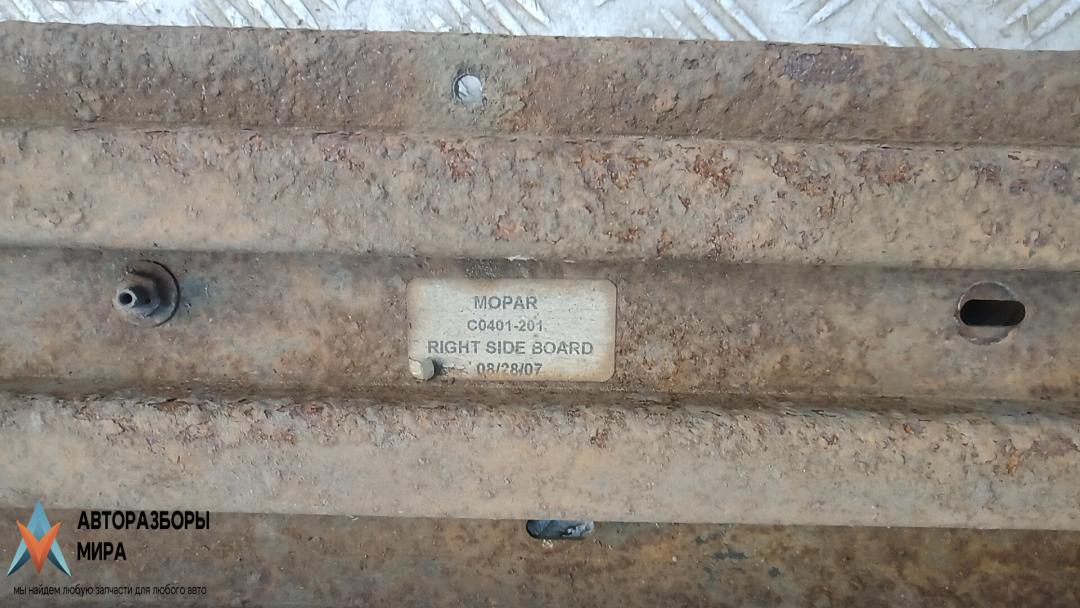 MOPAR
C0401-201
RIGHT SIDE BOARD
08/28/07
АВТОРАЗБОРЫ
МИРА
мы найдем любую запчасти для любого авто